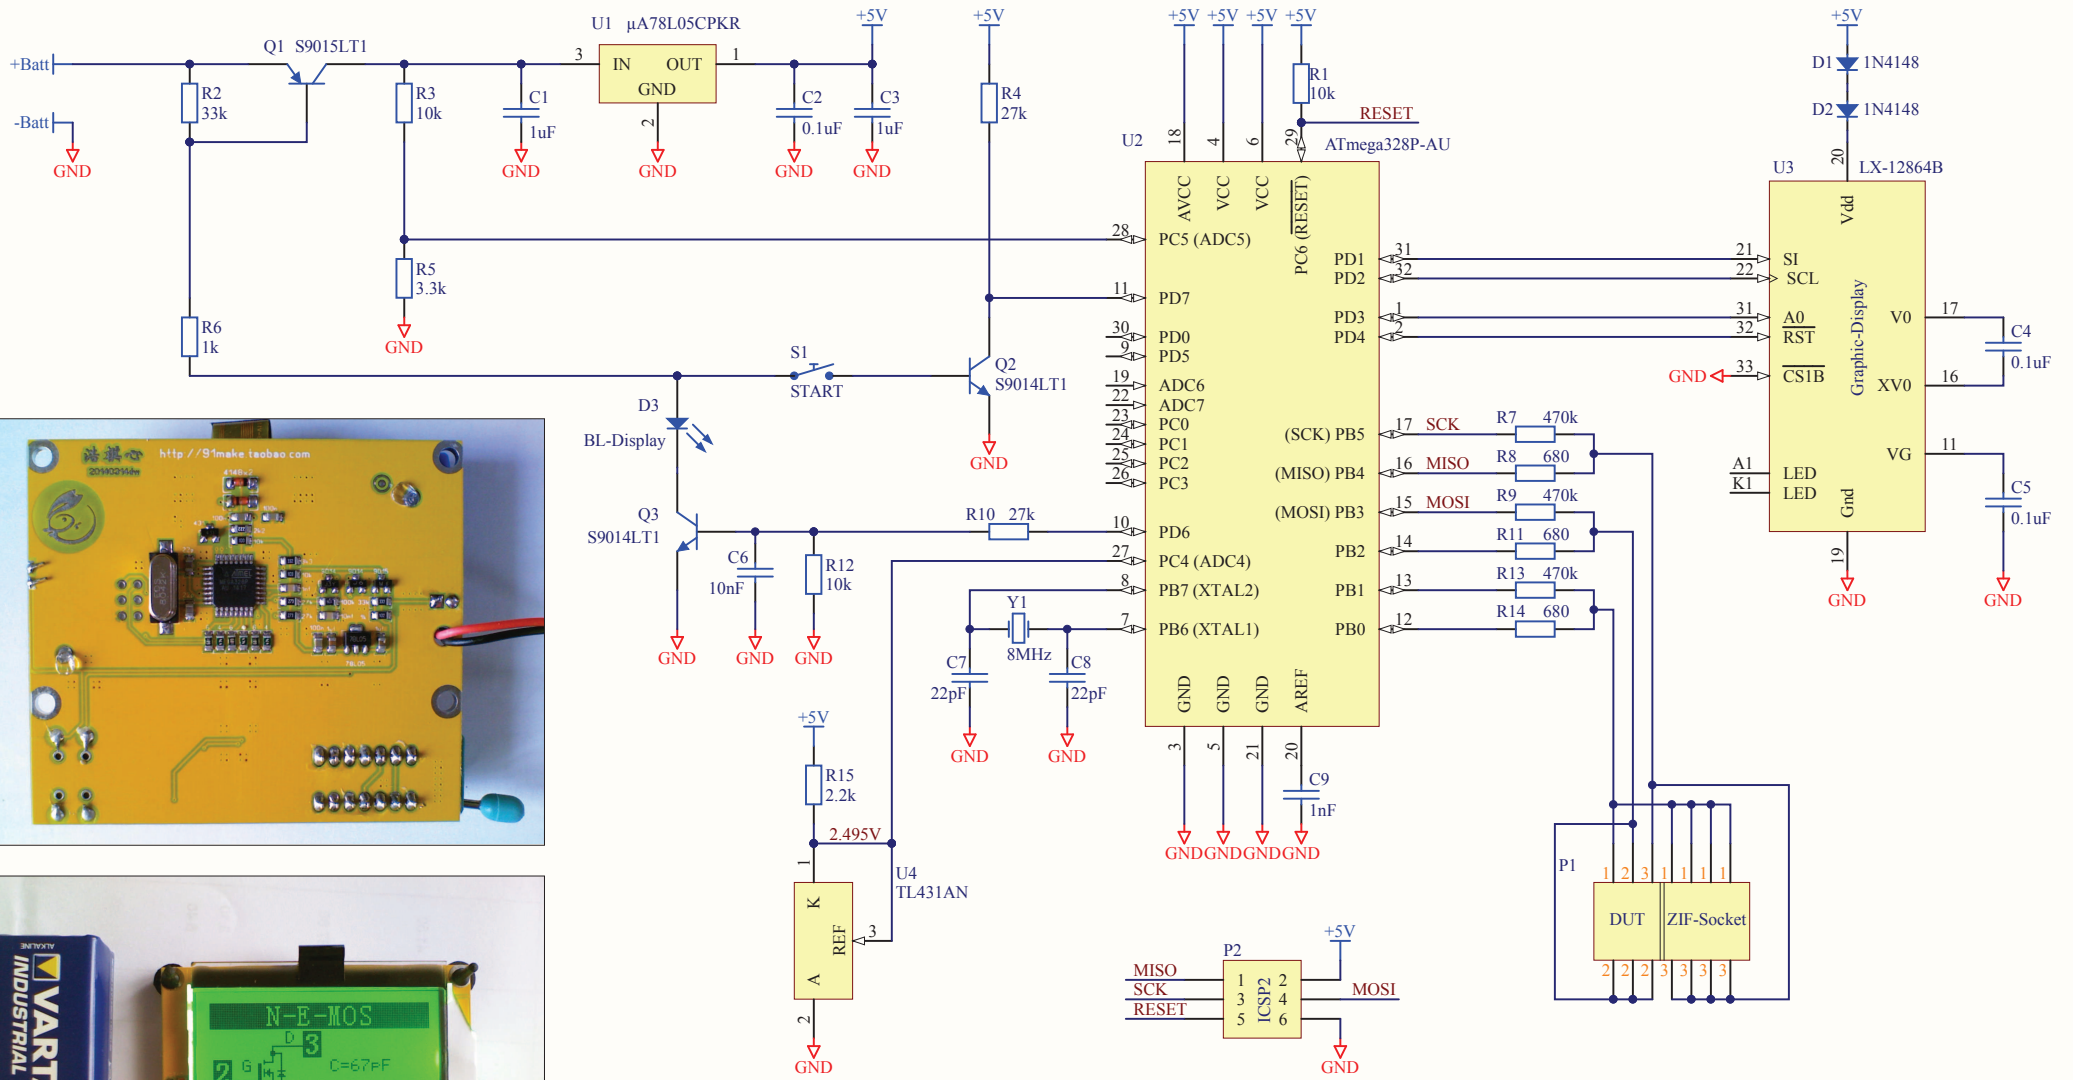 +Batt
-Batt
GND
Q1 S9015LT1
R2
33k
R3
10k
C1
1uF
GND
U1 µA78L05CPKR
3
IN
OUT
GND
1
2
GND
C2
0.1uF
GND
C3
1uF
GND
+5V
+5V
R4
27k
R5
3.3k
GND
R6
1k
S1
START
Q2
S9014LT1
GND
D3
BL-Display
Q3
S9014LT1
GND
C6
10nF
GND
R12
10k
GND
R10 27k
Y1
8MHz
C7
22pF
GND
C8
22pF
GND
+5V
R15
2.2k
2.495V
1
U4
TL431AN
K
REF
A
3
2
GND
+5V
+5V
+5V
+5V
R1
10k
RESET
U2
ATmega328P-AU
18
4
6
29
AVCC
VCC
VCC
PC6 (RESET)
28 PC5 (ADC5)
11 PD7
30 PD0
9 PD5
19 ADC6
22 ADC7
23 PC0
24 PC1
25 PC2
26 PC3
10 PD6
27 PC4 (ADC4)
8 PB7 (XTAL2)
7 PB6 (XTAL1)
PD1 31
PD2 32
PD3 1
PD4 2
(SCK) PB5 17 SCK
(MISO) PB4 16 MISO
(MOSI) PB3 15 MOSI
PB2 14
PB1 13
PB0 12
GND
GND
GND
AREF
3
5
21
20
C9
1nF
GND
GND
GND
GND
R7 470k
R8 680
R9 470k
R11 680
R13 470k
R14 680
+5V
D1 1N4148
D2 1N4148
20
U3
LX-12864B
Vdd
21 SI
22 SCL
31 A0
32 RST
GND 33 CS1B
A1 LED
K1 LED
Graphic-Display
V0 17
XV0 16
VG 11
Gnd
19
GND
C4
0.1uF
C5
0.1uF
GND
P1
1 2 3 1 1 1 1
DUT
ZIF-Socket
2 2 2 3 3 3 3
P2
MISO
SCK
RESET
1 2
3 4
5 6
ICSP2
+5V
MOSI
GND
http://91make.taobao.com
ALKALINE
VARTA
INDUSTRIAL
N-E-MOS
D 3
2 G
C=67pF